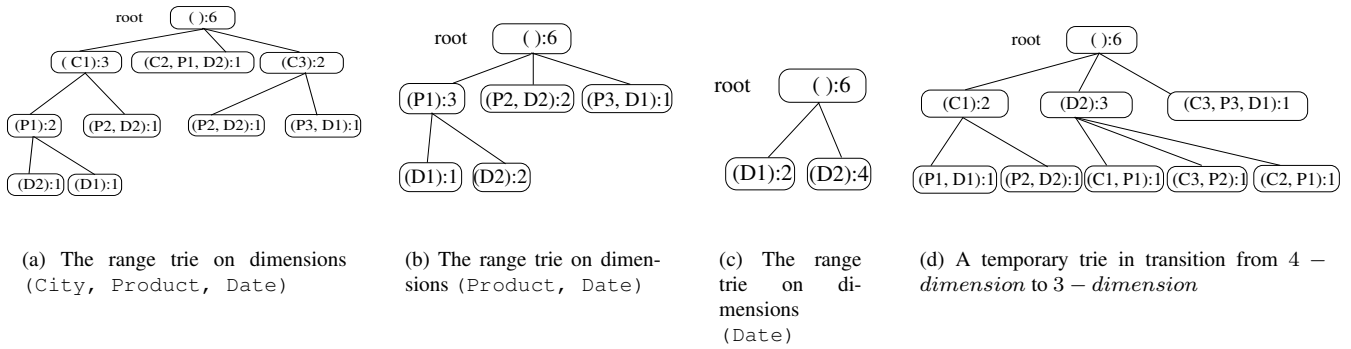 root ( ):6
( C1):3 (C2, P1, D2):1 (C3):2
(P1):2 (P2, D2):1 (P2, D2):1 (P3, D1):1
(D2):1 (D1):1
(a) The range trie on dimensions
(City, Product, Date)
root ( ):6
(P1):3 (P2, D2):2 (P3, D1):1
(D1):1 (D2):2
(b) The range trie on dimen-
sions (Product, Date)
root ( ):6
(D1):2 (D2):4
(c) The range
trie on di-
mensions
(Date)
root ( ):6
(C1):2 (D2):3 (C3, P3, D1):1
(P1, D1):1 (P2, D2):1 (C1, P1):1 (C3, P2):1 (C2, P1):1
(d) A temporary trie in transition from 4 −
dimension to 3 − dimension